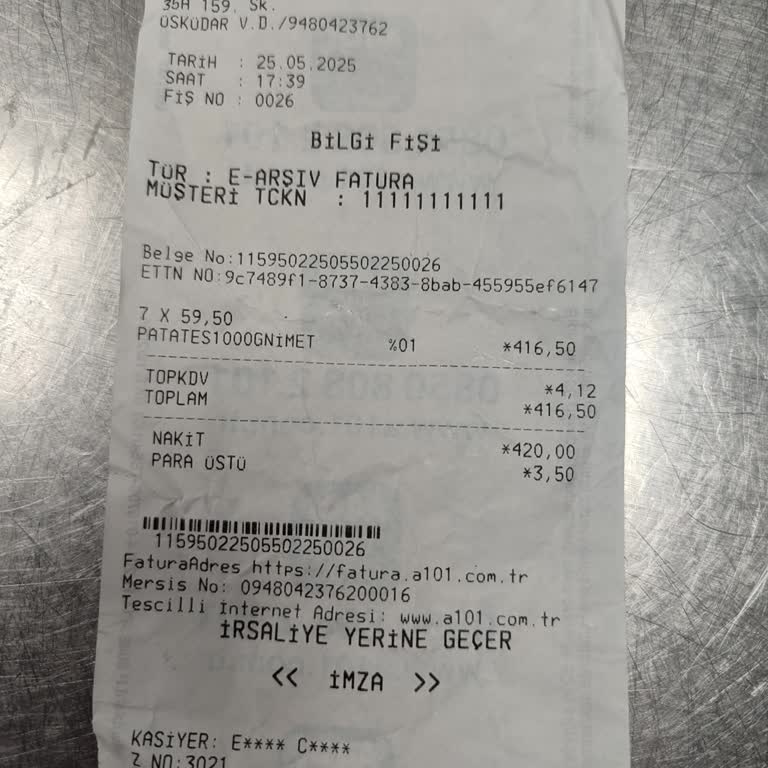 35A 159. Sk.
ÜSKÜDAR V.D./9480423762
TARİH : 25.05.2025
SAAT : 17:39
FİŞ NO : 0026
BİLGİ FİŞİ
TÜR : E-ARŞIV FATURA
MÜŞTERİ TCKN : 11111111111
Belge No:11595022505502250026
ETTN NO:9c7489f1-8737-4383-8bab-455955ef6147
7 X 59,50
PATATES1000GNİMET %01 *416,50
TOPKDV *4,12
TOPLAM *416,50
NAKİT *420,00
PARA ÜSTÜ *3,50
11595022505502250026
FaturaAdres https://fatura.a101.com.tr
Mersis No: 0948042376200016
Tescilli İnternet Adresi: www.a101.com.tr
İRSALİYE YERİNE GEÇER
<< İMZA >>
KASİYER: E**** C****
Z NO:3021